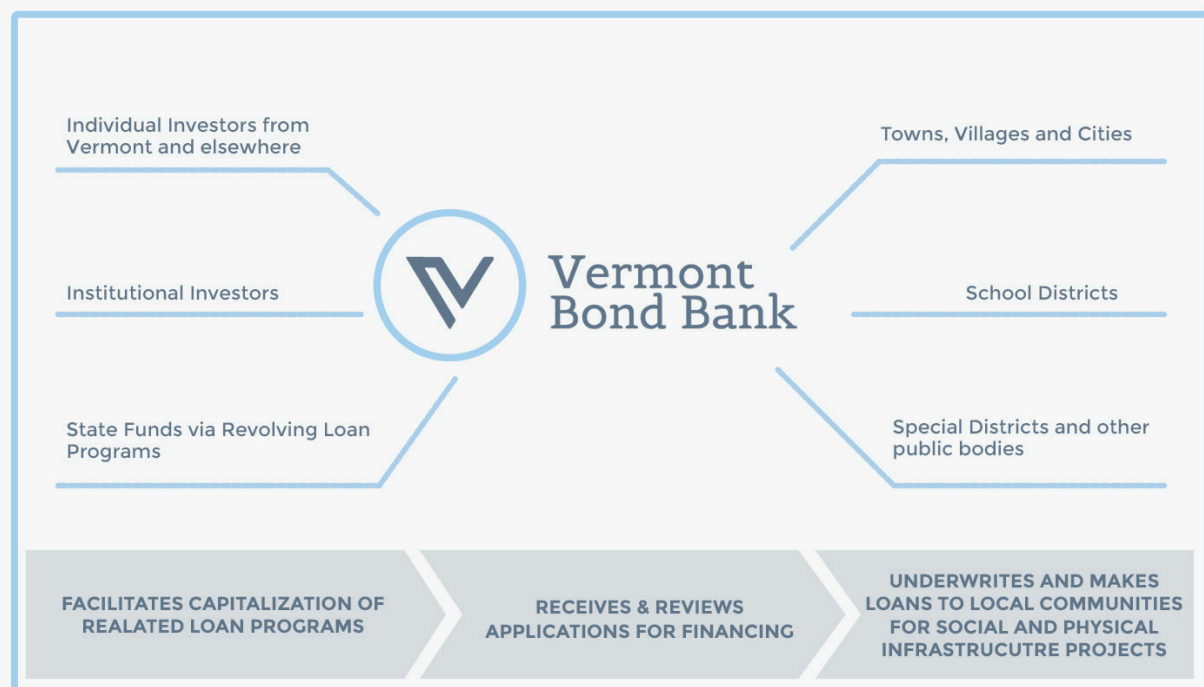 Individual Investors from
Vermont and elsewhere
Institutional Investors
State Funds via Revolving Loan
Programs
Vermont
Bond Bank
Towns, Villages and Cities
School Districts
Special Districts and other
public bodies
FACILITATES CAPITALIZATION OF
REALATED LOAN PROGRAMS
RECEIVES & REVIEWS
APPLICATIONS FOR FINANCING
UNDERWRITES AND MAKES
LOANS TO LOCAL COMMUNITIES
FOR SOCIAL AND PHYSICAL
INFRASTRUCUTRE PROJECTS